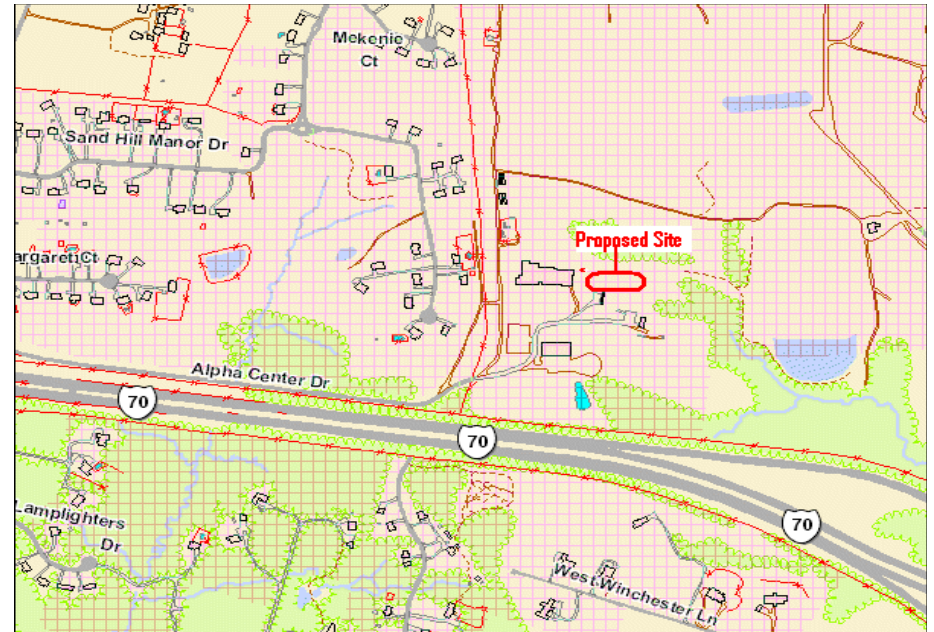 Mekenie
Ct
Sand Hill Manor Dr
Proposed Site
argaret Ct
Alpha Center Dr
70
70
70
Lamplighters
Dr
West Winchester Ln